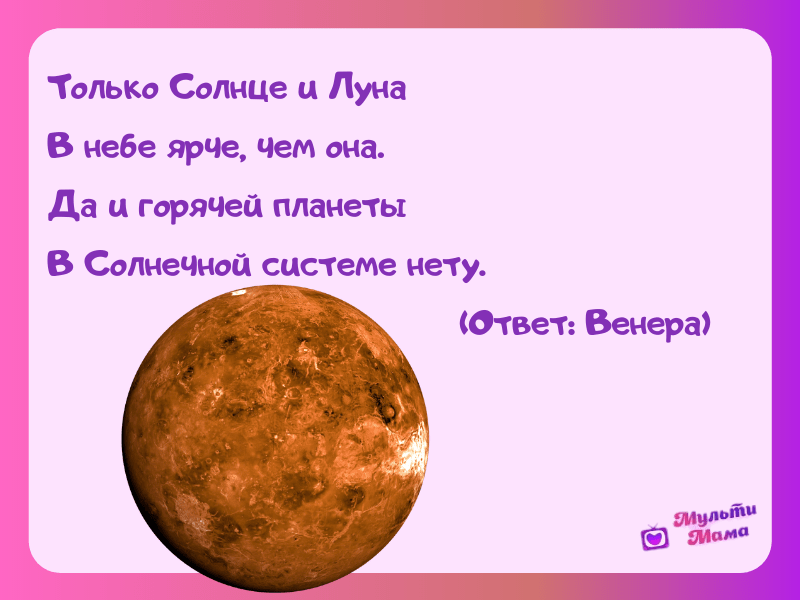 Только Солнце и Луна
В небе ярче, чем она.
Да и горячей планеты
В Солнечной системе нету.
(Ответ: Венера)
Мульти
Мама